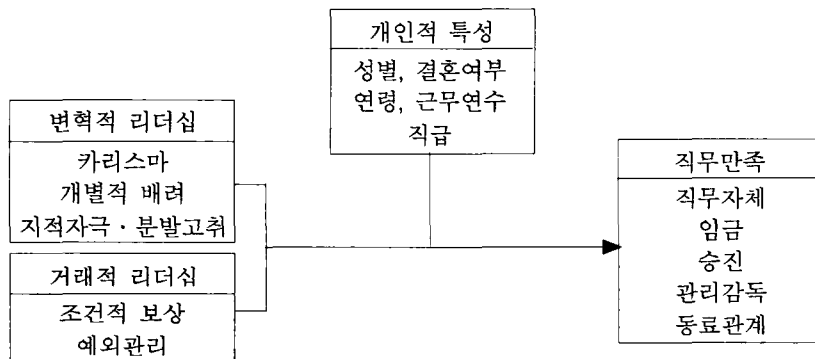 개인적 특성
성별, 결혼여부
연령, 근무연수
직급
변혁적 리더십
카리스마
개별적 배려
지적자극 · 분발고취
거래적 리더십
조건적 보상
예외관리
직무만족
직무자체
임금
승진
관리감독
동료관계